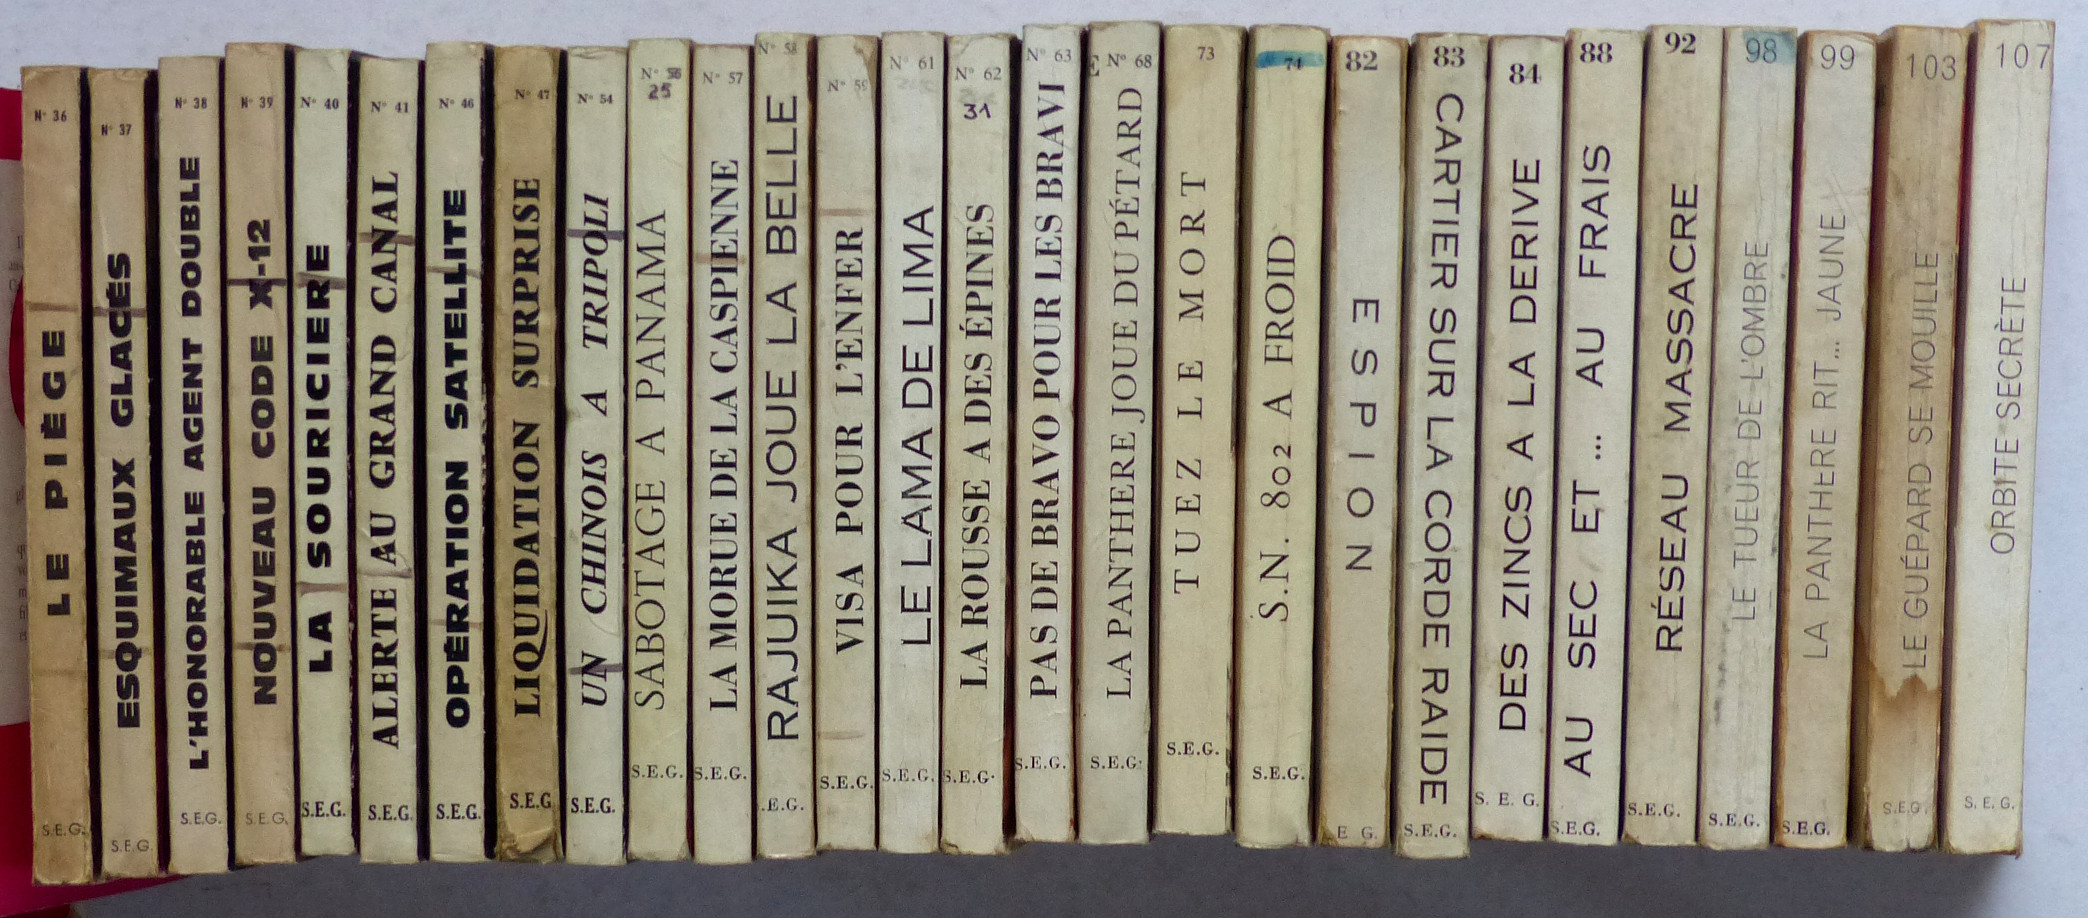 N° 36
LE PIÈGE
S.E.G.
N° 37
ESQUIMAUX GLACÉS
S.E.G.
N° 38
L'HONORABLE AGENT DOUBLE
S.E.G.
N° 39
NOUVEAU CODE X-12
S.E.G.
N° 40
LA SOURICIERE
S.E.G.
N° 41
ALERTE AU GRAND CANAL
S.E.G.
N° 46
OPÉRATION SATELLITE
S.E.G.
N° 47
LIQUIDATION SURPRISE
S.E.G
N° 54
UN CHINOIS A TRIPOLI
S.E.G.
N° 56
25
SABOTAGE A PANAMA
S.E.G.
N° 57
LA MORUE DE LA CASPIENNE
S.E.G.
N° 58
RAJUIKA JOUE LA BELLE
.E.G.
N° 59
VISA POUR L'ENFER
S.E.G.
N° 61
LE LAMA DE LIMA
S.E.G.
N° 62
31
LA ROUSSE A DES ÉPINES
S.E.G.
N° 63
PAS DE BRAVO POUR LES BRAVI
S.E.G.
E N° 68
LA PANTHERE JOUE DU PÉTARD
S.E.G.
73
TUEZ LE MORT
S.E.G.
74
S.N. 802 A FROID
S.E.G.
82
ESPION
E G.
83
CARTIER SUR LA CORDE RAIDE
S.E.G.
84
DES ZINCS A LA DERIVE
S. E. G.
88
AU SEC ET ... AU FRAIS
S.E.G.
92
RÉSEAU MASSACRE
S.E.G.
98
LE TUEUR DE L'OMBRE
S.E.G.
99
LA PANTHERE RIT... JAUNE
S.E.G.
103
LE GUÉPARD SE MOUILLE
S.E.G.
107
ORBITE SECRÈTE
S. E. G.